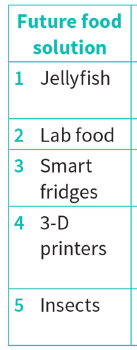 Future food
solution
1 Jellyfish
2 Lab food
3 Smart
fridges
4 3-D
printers
5 Insects